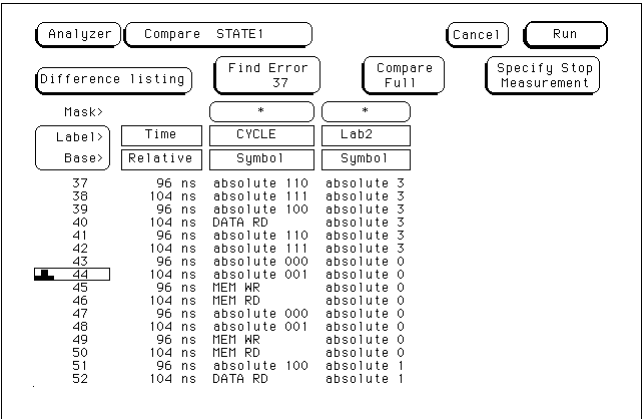 Analyzer Compare STATE1 Cancel Run
Difference listing Find Error 37 Compare Full Specify Stop Measurement
Mask> * *
Label> Time CYCLE Lab2
Base> Relative Symbol Symbol
37 96 ns absolute 110 absolute 3
38 104 ns absolute 111 absolute 3
39 96 ns absolute 100 absolute 3
40 104 ns DATA RD absolute 3
41 96 ns absolute 110 absolute 3
42 104 ns absolute 111 absolute 3
43 96 ns absolute 000 absolute 0
44 104 ns absolute 001 absolute 0
45 96 ns MEM WR absolute 0
46 104 ns MEM RD absolute 0
47 96 ns absolute 000 absolute 0
48 104 ns absolute 001 absolute 0
49 96 ns MEM WR absolute 0
50 104 ns MEM RD absolute 0
51 96 ns absolute 100 absolute 1
52 104 ns DATA RD absolute 1